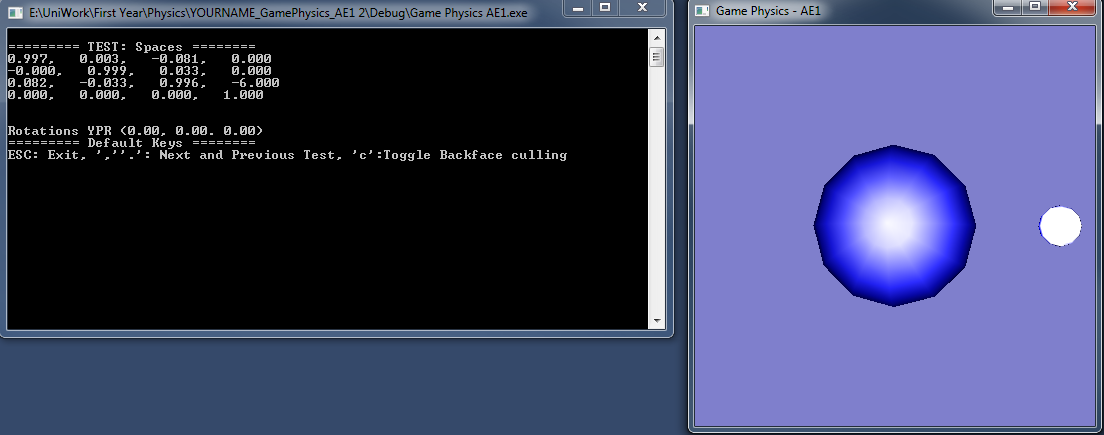 E:\UniWork\First Year\Physics\YOURNAME_GamePhysics_AE1 2\Debug\Game Physics AE1.exe
========= TEST: Spaces ========
0.997,   0.003,   -0.081,   0.000
-0.000,   0.999,   0.033,   0.000
0.082,   -0.033,   0.996,   -6.000
0.000,   0.000,   0.000,   1.000
Rotations YPR (0.00, 0.00. 0.00)
========= Default Keys ========
ESC: Exit, ',''.': Next and Previous Test, 'c':Toggle Backface culling
Game Physics - AE1